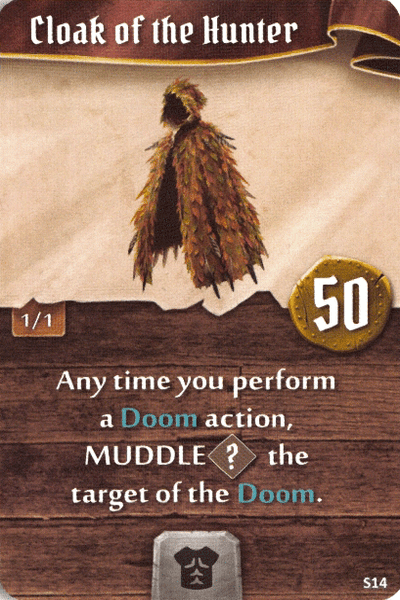 Cloak of the Hunter
1/1
50
Any time you perform
a Doom action,
MUDDLE ? the
target of the Doom.
S14